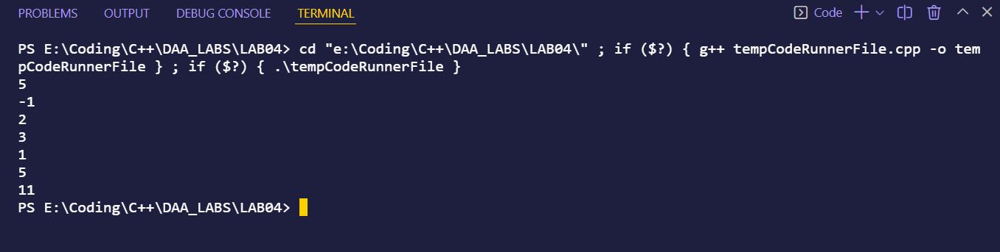 PROBLEMS OUTPUT DEBUG CONSOLE TERMINAL Code
PS E:\Coding\C++\DAA_LABS\LAB04> cd "e:\Coding\C++\DAA_LABS\LAB04\" ; if ($?) { g++ tempCodeRunnerFile.cpp -o tem
pCodeRunnerFile } ; if ($?) { .\tempCodeRunnerFile }
5
-1
2
3
1
5
11
PS E:\Coding\C++\DAA_LABS\LAB04>